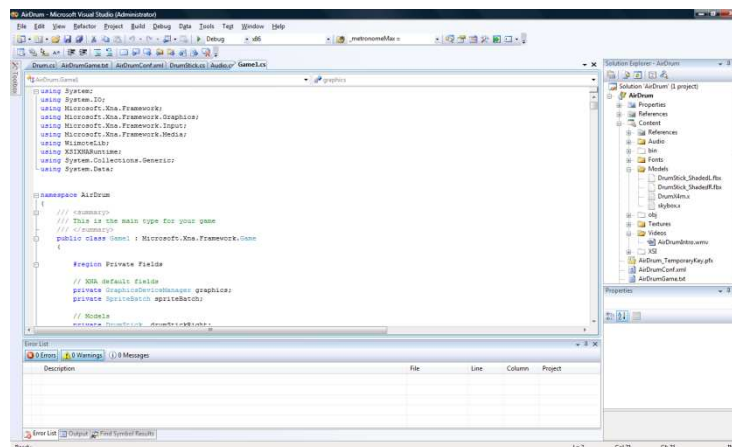 AirDrum - Microsoft Visual Studio (Administrator)
File Edit View Refactor Project Build Debug Data Tools Test Window Help
Debug x86 _metronomeMax
Drum.cs AirDrumGame.txt AirDrumConf.xml DrumStick.cs Audio.cs Game1.cs
AirDrum.Game1 graphics
Toolbox
using System;
using System.IO;
using Microsoft.Xna.Framework;
using Microsoft.Xna.Framework.Graphics;
using Microsoft.Xna.Framework.Input;
using Microsoft.Xna.Framework.Media;
using WiimoteLib;
using XSIXNARuntime;
using System.Collections.Generic;
using System.Data;
namespace AirDrum
{
/// <summary>
/// This is the main type for your game
/// </summary>
public class Game1 : Microsoft.Xna.Framework.Game
{
#region Private Fields
// XNA default fields
private GraphicsDeviceManager graphics;
private SpriteBatch spriteBatch;
// Models
private DrumStick drumStickRight;
Error List
0 Errors 0 Warnings 0 Messages
Description File Line Column Project
Error List Output Find Symbol Results
Ready
Solution Explorer - AirDrum
Solution 'AirDrum' (1 project)
AirDrum
Properties
References
Content
References
Audio
bin
Fonts
Models
DrumStick_ShadedL.fbx
DrumStick_ShadedR.fbx
skybox.x
obj
Textures
Videos
AirDrumIntro.wmv
XSI
AirDrum_TemporaryKey.pfx
AirDrumConf.xml
AirDrumGame.txt
Properties